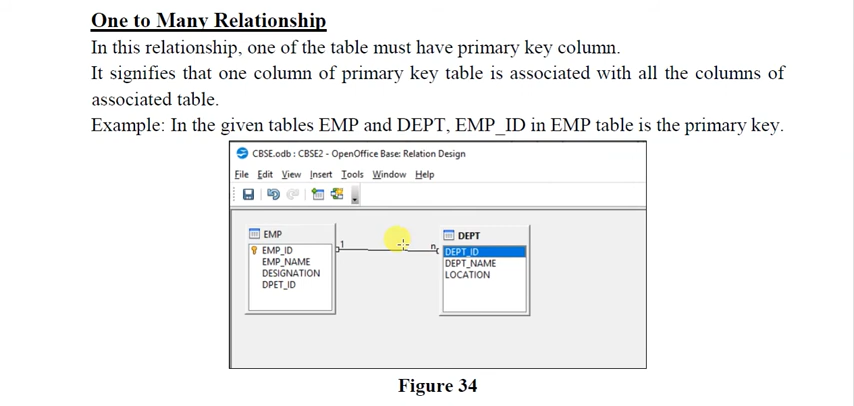 One to Many Relationship
In this relationship, one of the table must have primary key column.
It signifies that one column of primary key table is associated with all the columns of
associated table.
Example: In the given tables EMP and DEPT, EMP_ID in EMP table is the primary key.
CBSE.odb : CBSE2 - OpenOffice Base: Relation Design
File Edit View Insert Tools Window Help
EMP
EMP_ID
EMP_NAME
DESIGNATION
DPET_ID
1
n
DEPT
DEPT_ID
DEPT_NAME
LOCATION
Figure 34